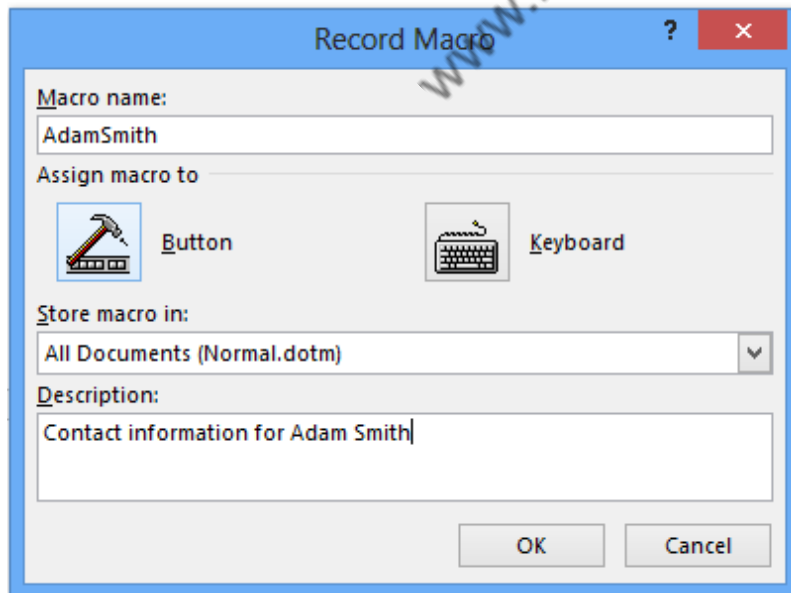 Record Macro
www.
?
Macro name:
AdamSmith
Assign macro to
Button
Keyboard
Store macro in:
All Documents (Normal.dotm)
Description:
Contact information for Adam Smith
OK
Cancel